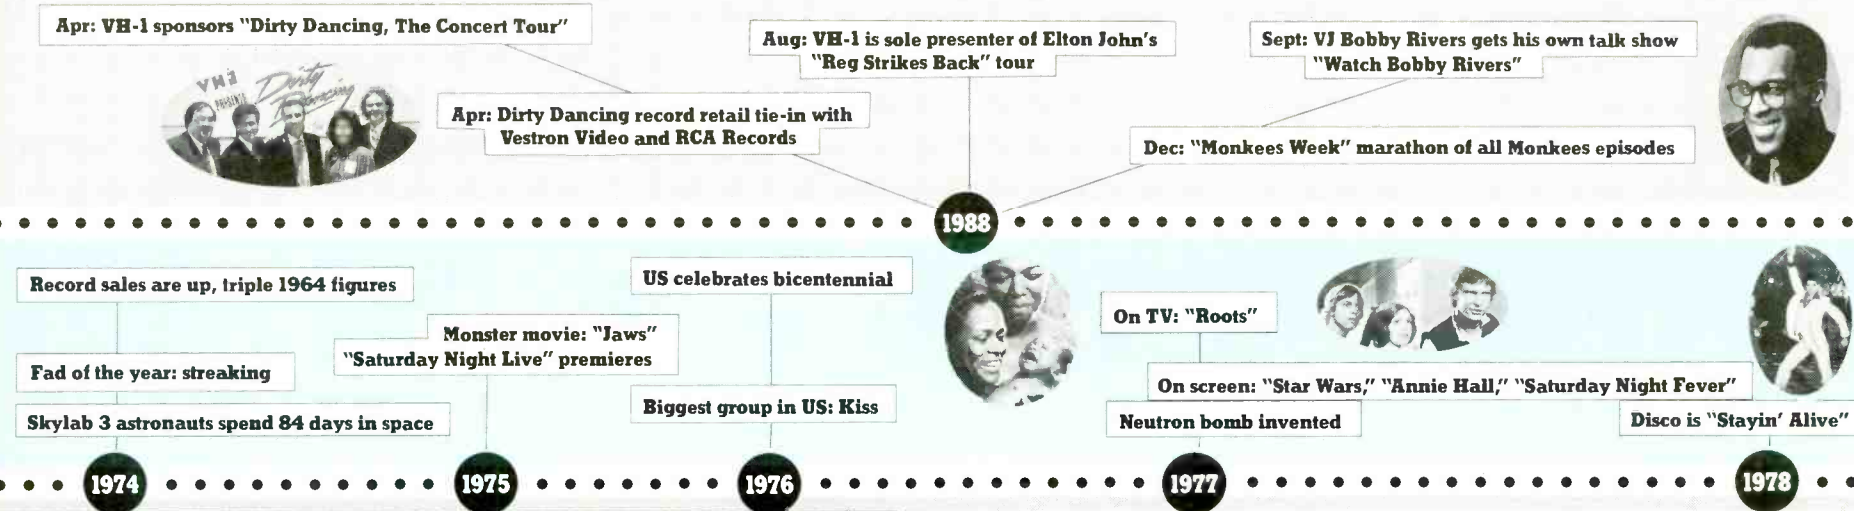 Apr: VH-1 sponsors "Dirty Dancing, The Concert Tour"
VH-1
PRESENTS
Dirty
Dancing
Apr: Dirty Dancing record retail tie-in with
Vestron Video and RCA Records
Aug: VH-1 is sole presenter of Elton John's
"Reg Strikes Back" tour
Sept: VJ Bobby Rivers gets his own talk show
"Watch Bobby Rivers"
Dec: "Monkees Week" marathon of all Monkees episodes
1988
Record sales are up, triple 1964 figures
Fad of the year: streaking
Skylab 3 astronauts spend 84 days in space
1974
Monster movie: "Jaws"
"Saturday Night Live" premieres
1975
US celebrates bicentennial
Biggest group in US: Kiss
1976
On TV: "Roots"
On screen: "Star Wars," "Annie Hall," "Saturday Night Fever"
Neutron bomb invented
1977
Disco is "Stayin' Alive"
1978